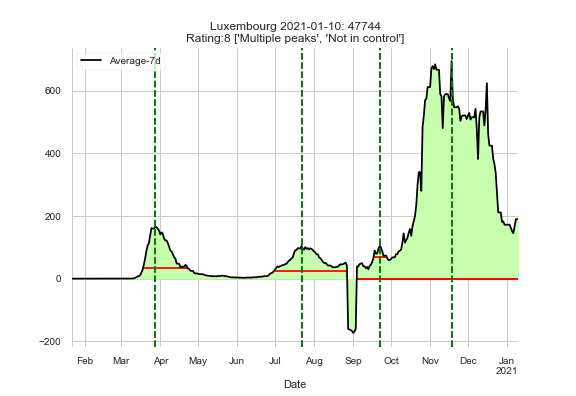 Luxembourg 2021-01-10: 47744
Rating:8 ['Multiple peaks', 'Not in control']
Average-7d
600
400
200
0
−200
Feb Mar Apr May Jun Jul Aug Sep Oct Nov Dec Jan
2021
Date